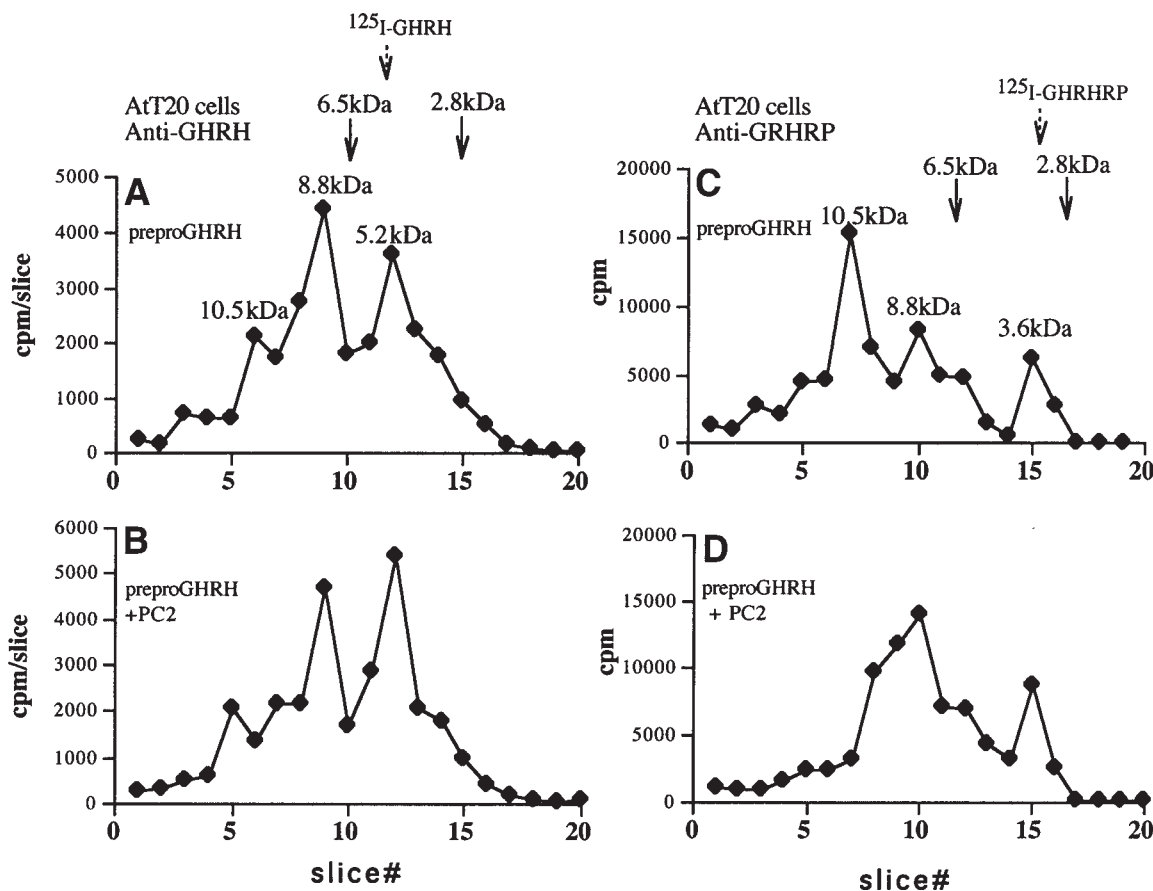 125I-GHRH
AtT20 cells
Anti-GHRH
6.5kDa
2.8kDa
A
preproGHRH
10.5kDa
8.8kDa
5.2kDa
cpm/slice
5000
4000
3000
2000
1000
0
0 5 10 15 20
125I-GHRHRP
AtT20 cells
Anti-GRHRP
6.5kDa
2.8kDa
C
preproGHRH
10.5kDa
8.8kDa
3.6kDa
cpm
20000
15000
10000
5000
0
0 5 10 15 20
B
preproGHRH
+PC2
cpm/slice
6000
5000
4000
3000
2000
1000
0
0 5 10 15 20
slice#
D
preproGHRH
+ PC2
cpm
20000
15000
10000
5000
0
0 5 10 15 20
slice#